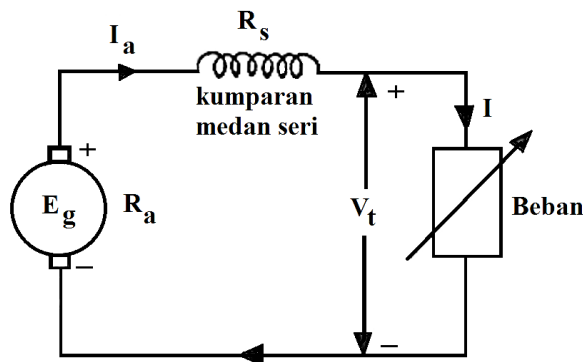 R_s
I_a
kumparan
medan seri
+
I
+
E_g
R_a
V_t
Beban
−
−